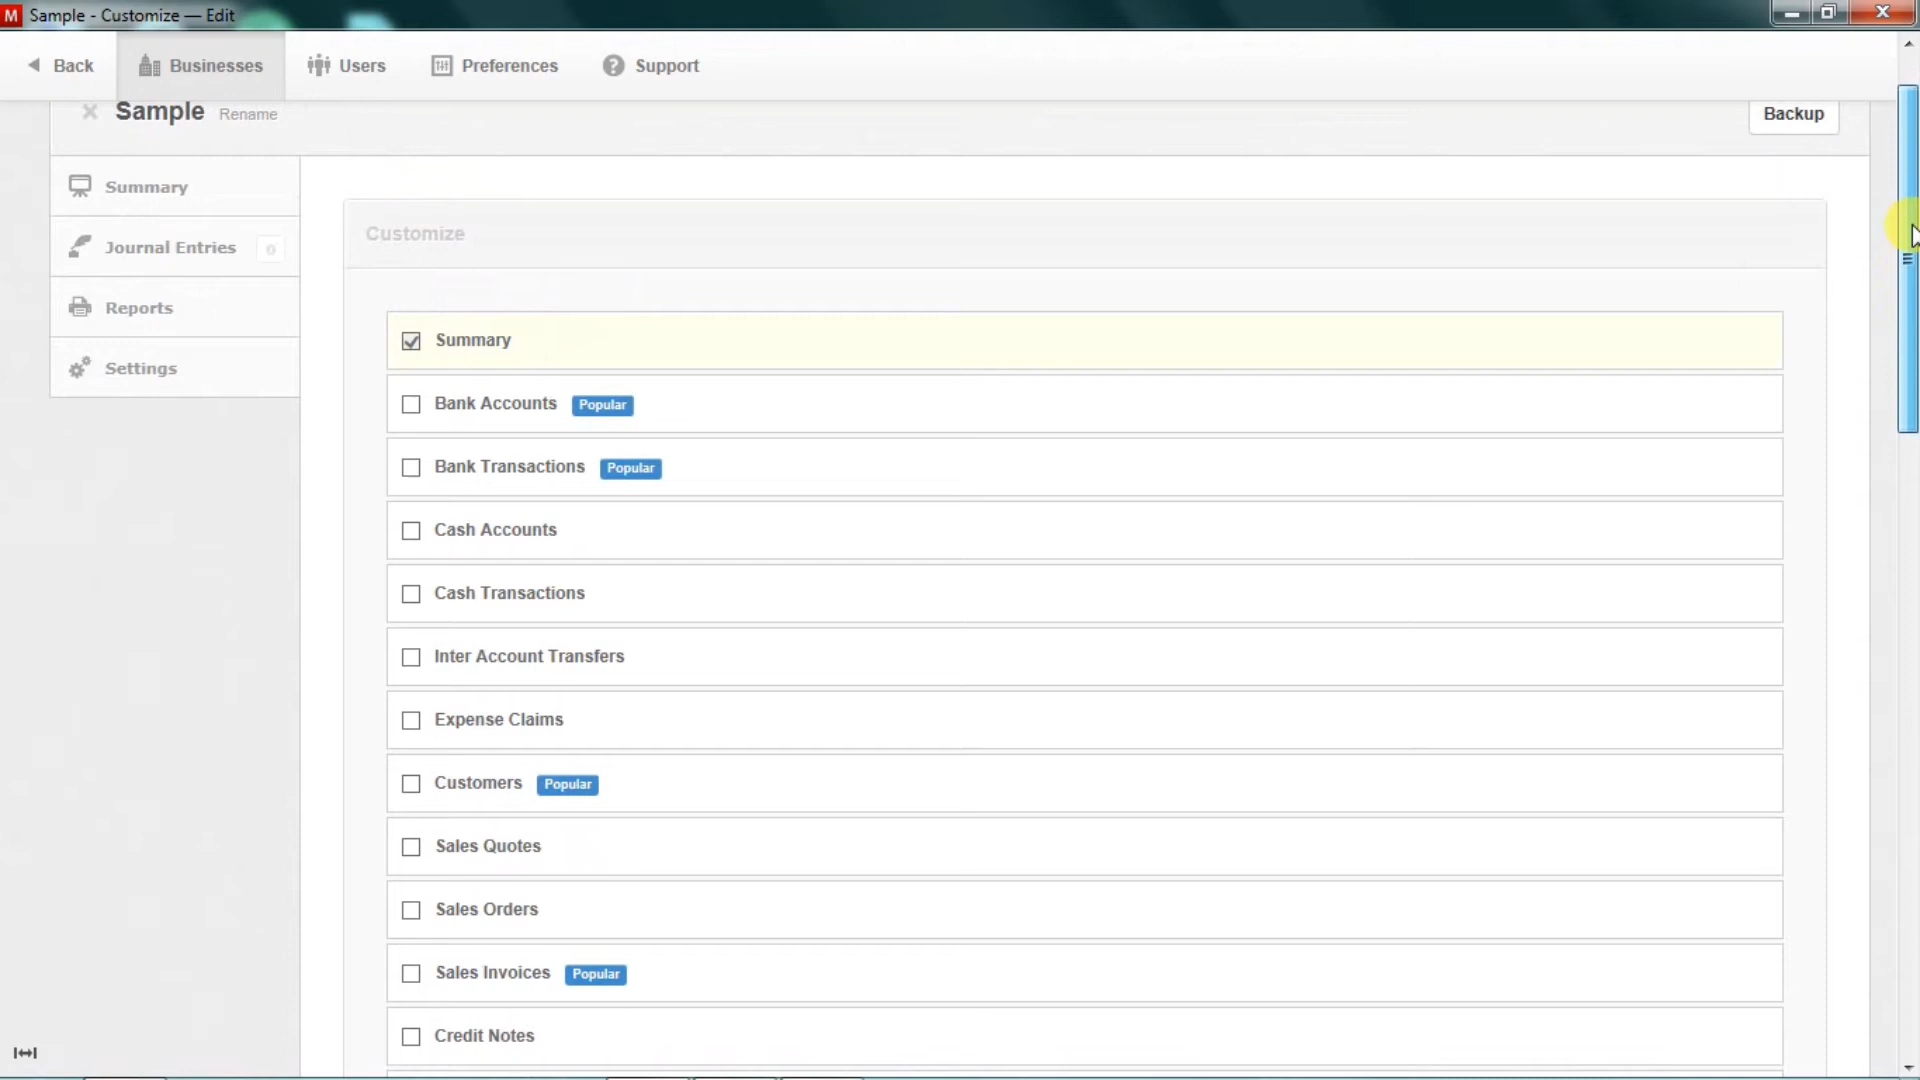 M Sample - Customize — Edit
Back Businesses Users Preferences Support
Sample Rename Backup
Summary
Journal Entries 0
Reports
Settings
Customize
Summary
Bank Accounts Popular
Bank Transactions Popular
Cash Accounts
Cash Transactions
Inter Account Transfers
Expense Claims
Customers Popular
Sales Quotes
Sales Orders
Sales Invoices Popular
Credit Notes